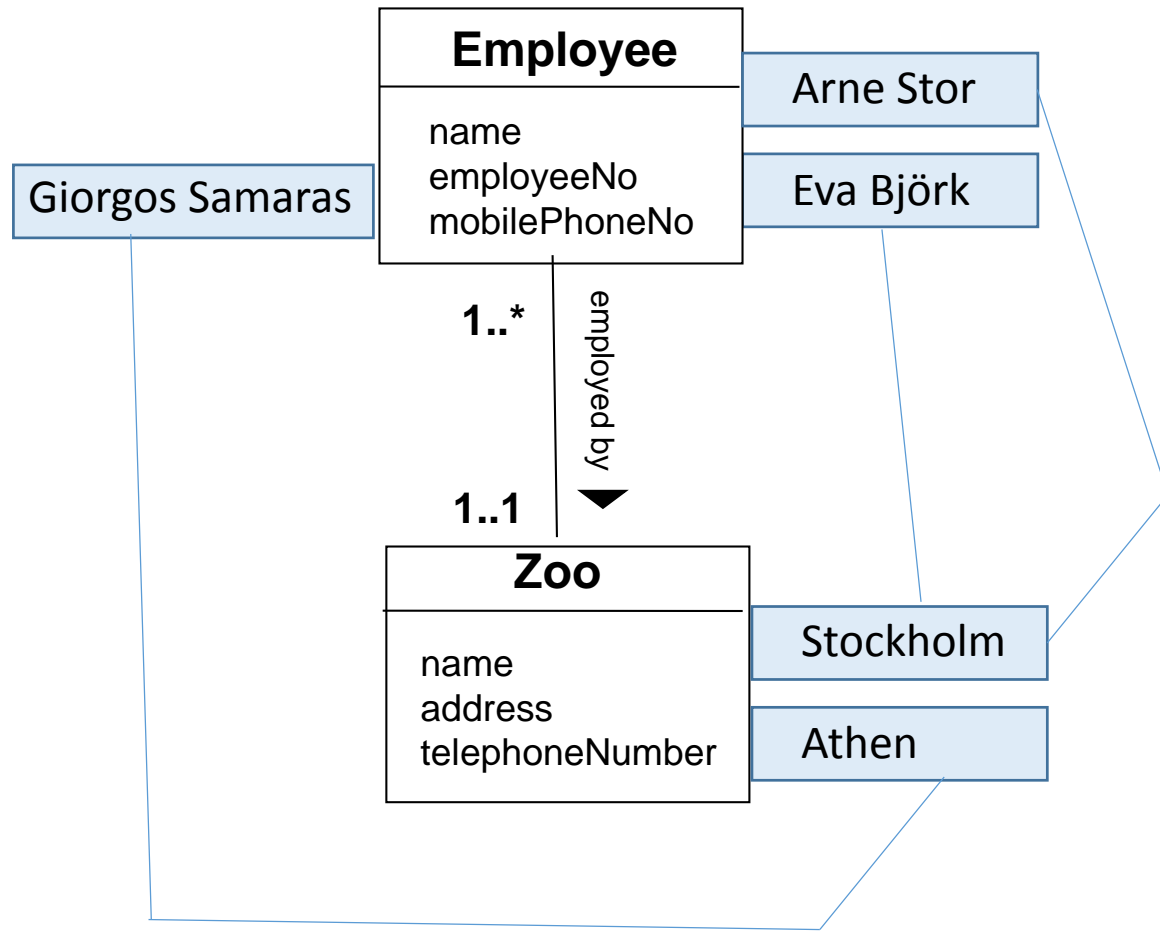 Employee
Arne Stor
name
employeeNo
mobilePhoneNo
Giorgos Samaras
Eva Björk
1..*
employed by
1..1
Zoo
name
address
telephoneNumber
Stockholm
Athen